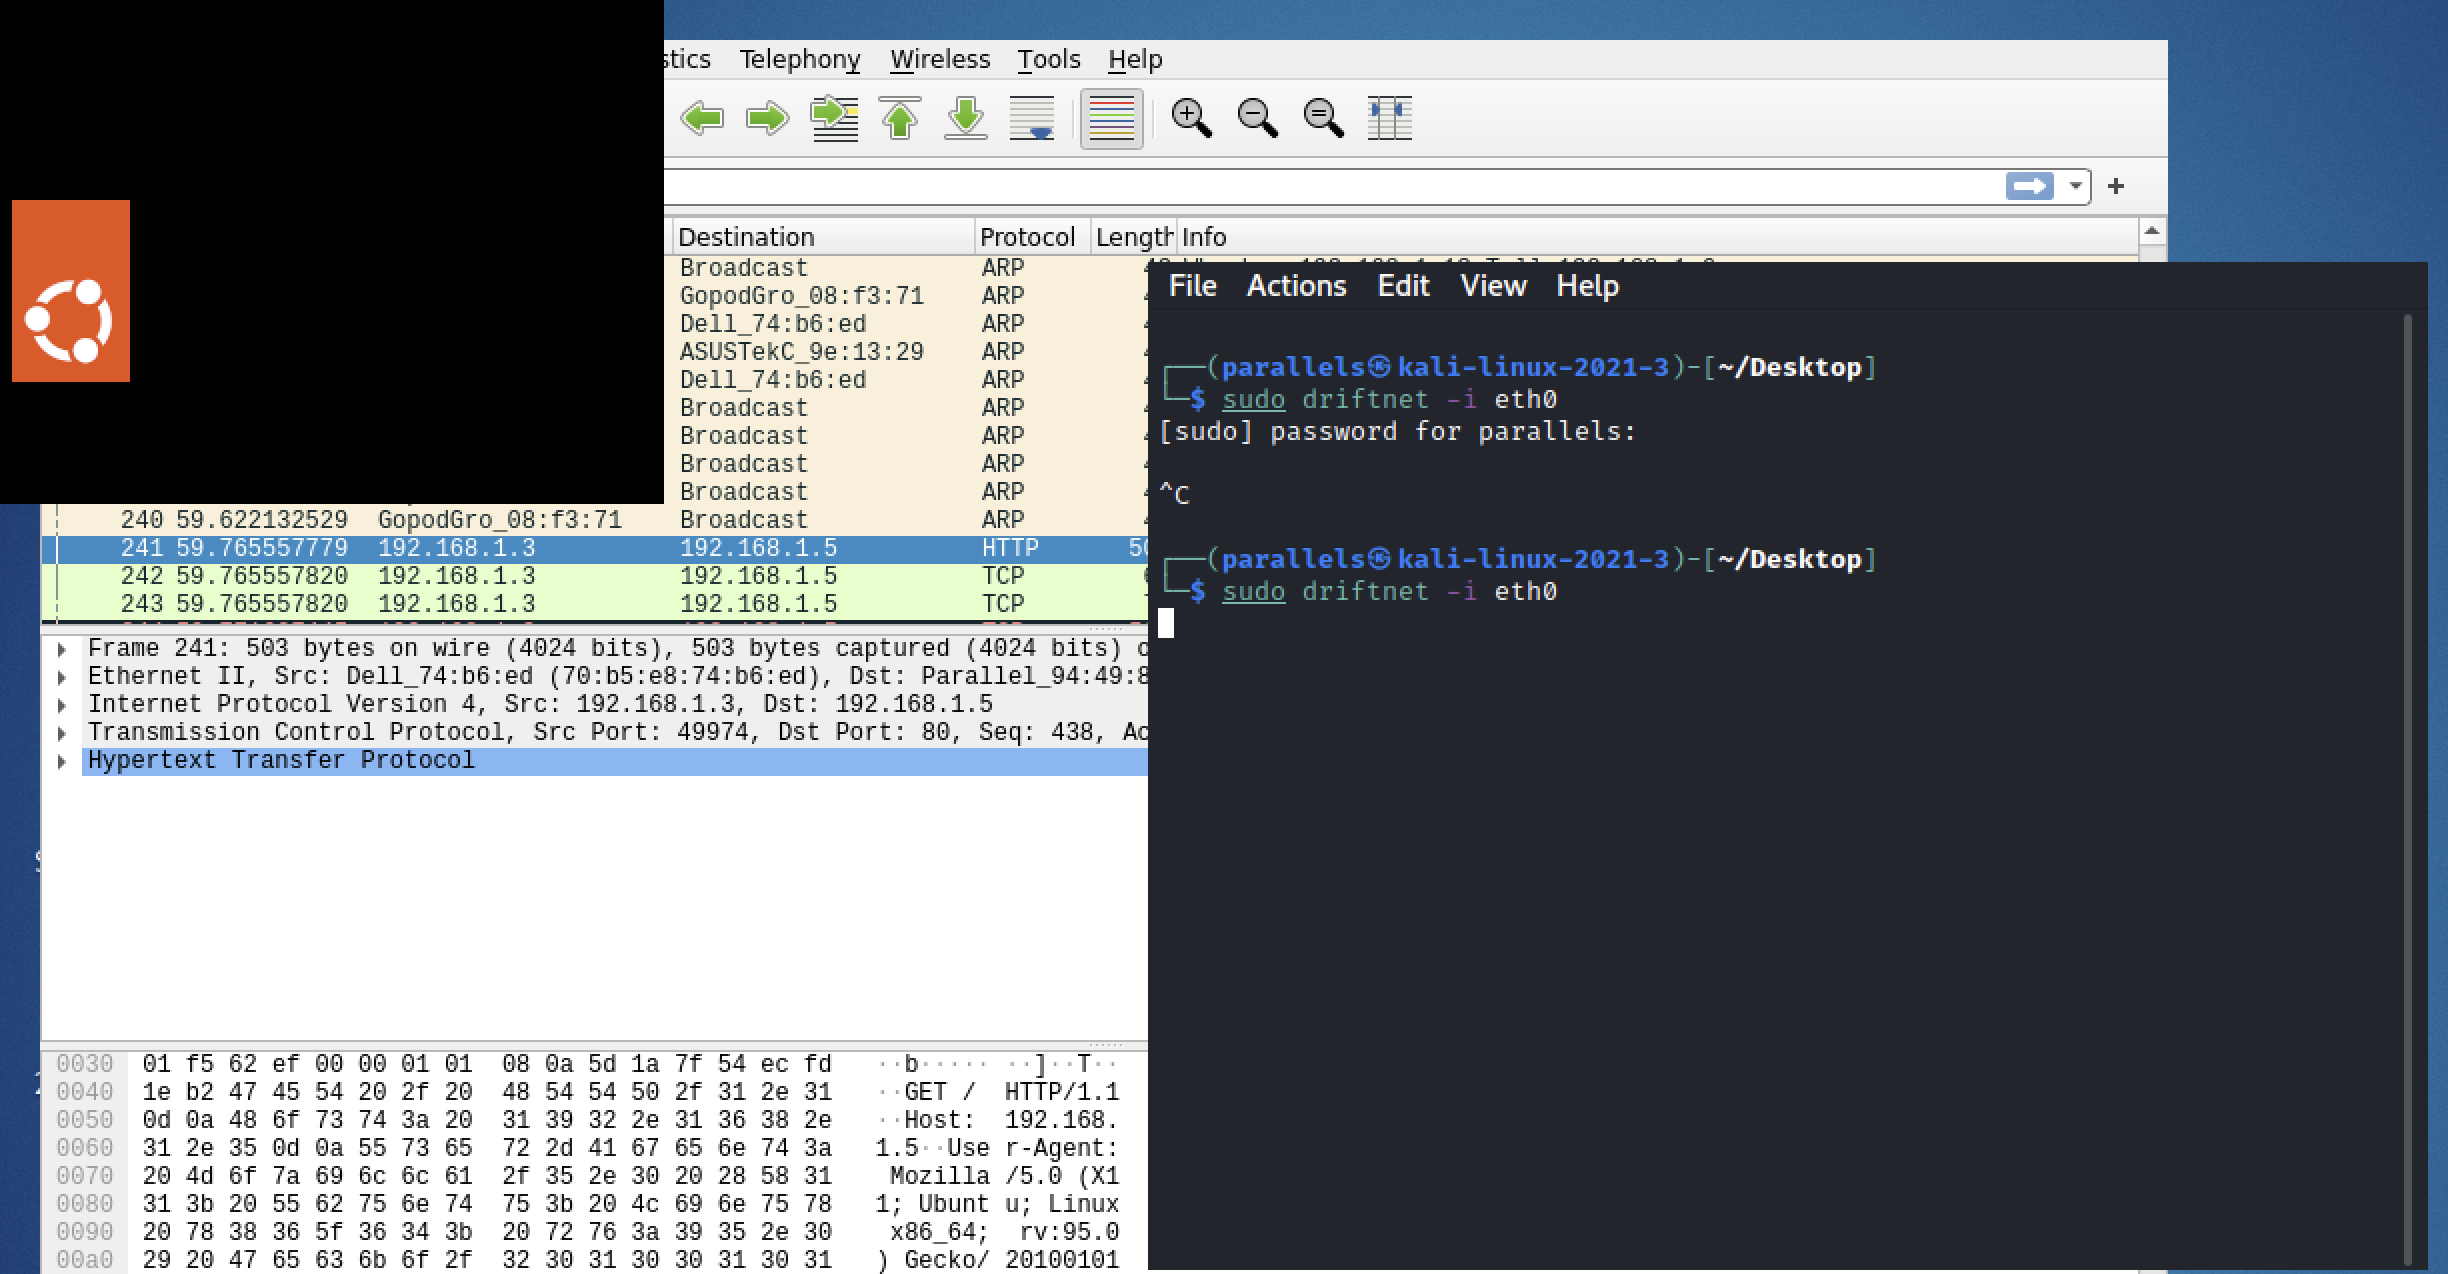 Telephony Wireless Tools Help
Destination Protocol Length Info
Broadcast ARP
GopodGro_08:f3:71 ARP
Dell_74:b6:ed ARP
ASUSTekC_9e:13:29 ARP
Dell_74:b6:ed ARP
Broadcast ARP
Broadcast ARP
Broadcast ARP
Broadcast ARP
240 59.622132529 GopodGro_08:f3:71 Broadcast ARP
241 59.765557779 192.168.1.3 192.168.1.5 HTTP
242 59.765557820 192.168.1.3 192.168.1.5 TCP
243 59.765557820 192.168.1.3 192.168.1.5 TCP
Frame 241: 503 bytes on wire (4024 bits), 503 bytes captured (4024 bits)
Ethernet II, Src: Dell_74:b6:ed (70:b5:e8:74:b6:ed), Dst: Parallel_94:49:8
Internet Protocol Version 4, Src: 192.168.1.3, Dst: 192.168.1.5
Transmission Control Protocol, Src Port: 49974, Dst Port: 80, Seq: 438, Ac
Hypertext Transfer Protocol
0030 01 f5 62 ef 00 00 01 01 08 0a 5d 1a 7f 54 ec fd ··b····· ··]··T··
0040 1e b2 47 45 54 20 2f 20 48 54 54 50 2f 31 2e 31 ··GET / HTTP/1.1
0050 0d 0a 48 6f 73 74 3a 20 31 39 32 2e 31 36 38 2e ··Host: 192.168.
0060 31 2e 35 0d 0a 55 73 65 72 2d 41 67 65 6e 74 3a 1.5··Use r-Agent:
0070 20 4d 6f 7a 69 6c 6c 61 2f 35 2e 30 20 28 58 31 Mozilla /5.0 (X1
0080 31 3b 20 55 62 75 6e 74 75 3b 20 4c 69 6e 75 78 1; Ubunt u; Linux
0090 20 78 38 36 5f 36 34 3b 20 72 76 3a 39 35 2e 30 x86_64; rv:95.0
00a0 29 20 47 65 63 6b 6f 2f 32 30 31 30 30 31 30 31 ) Gecko/ 20100101
File Actions Edit View Help
┌──(parallels㉿kali-linux-2021-3)-[~/Desktop]
└─$ sudo driftnet -i eth0
[sudo] password for parallels:
^C
┌──(parallels㉿kali-linux-2021-3)-[~/Desktop]
└─$ sudo driftnet -i eth0